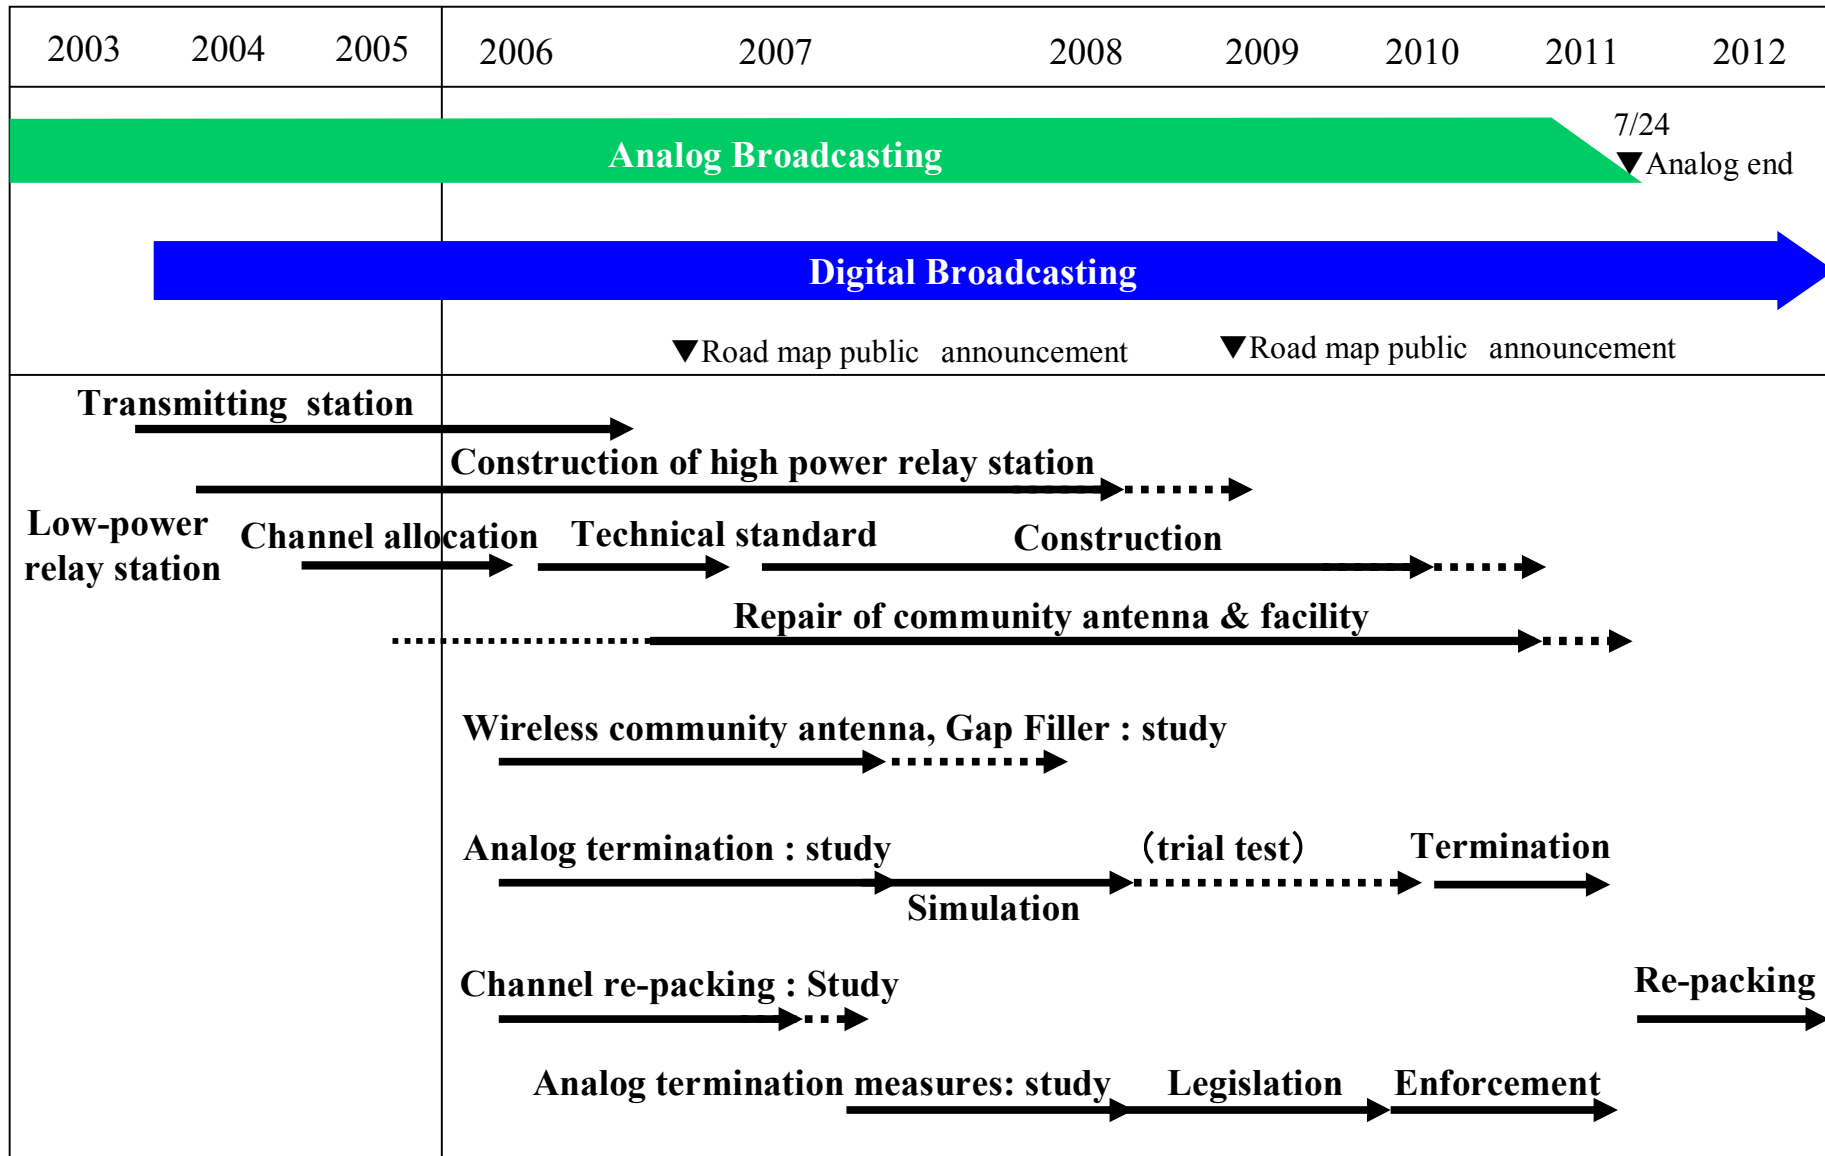 2003 2004 2005 2006 2007 2008 2009 2010 2011 2012
7/24
Analog Broadcasting
▼Analog end
Digital Broadcasting
▼Road map public announcement ▼Road map public announcement
Transmitting station
Construction of high power relay station
Low-power
relay station
Channel allocation Technical standard Construction
Repair of community antenna & facility
Wireless community antenna, Gap Filler : study
Analog termination : study (trial test) Termination
Simulation
Channel re-packing : Study Re-packing
Analog termination measures: study Legislation Enforcement